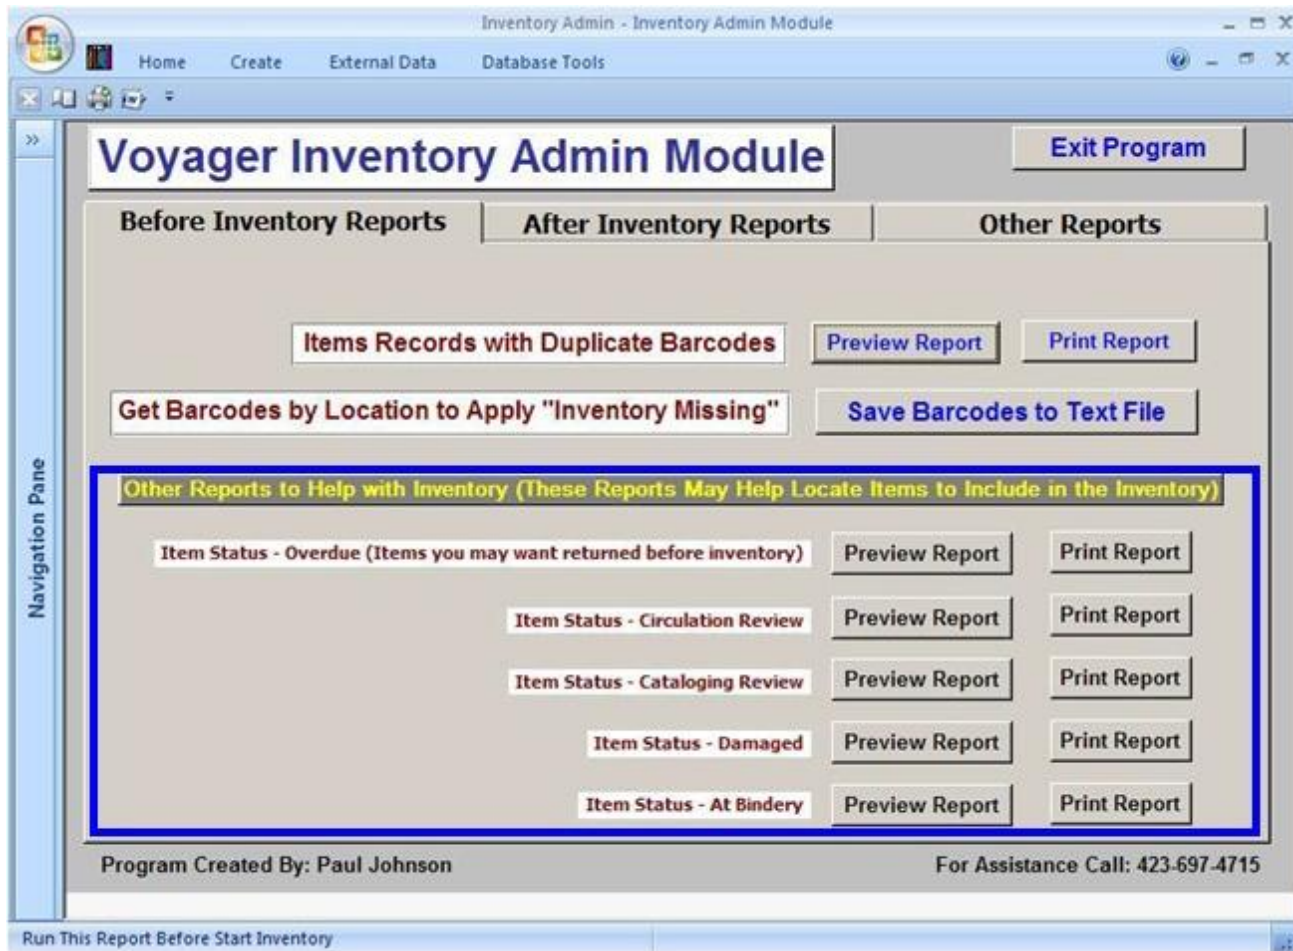 Inventory Admin - Inventory Admin Module
Home Create External Data Database Tools
Voyager Inventory Admin Module
Exit Program
Before Inventory Reports After Inventory Reports Other Reports
Items Records with Duplicate Barcodes Preview Report Print Report
Get Barcodes by Location to Apply "Inventory Missing" Save Barcodes to Text File
Navigation Pane
Other Reports to Help with Inventory (These Reports May Help Locate Items to Include in the Inventory)
Item Status - Overdue (Items you may want returned before inventory) Preview Report Print Report
Item Status - Circulation Review Preview Report Print Report
Item Status - Cataloging Review Preview Report Print Report
Item Status - Damaged Preview Report Print Report
Item Status - At Bindery Preview Report Print Report
Program Created By: Paul Johnson For Assistance Call: 423-697-4715
Run This Report Before Start Inventory